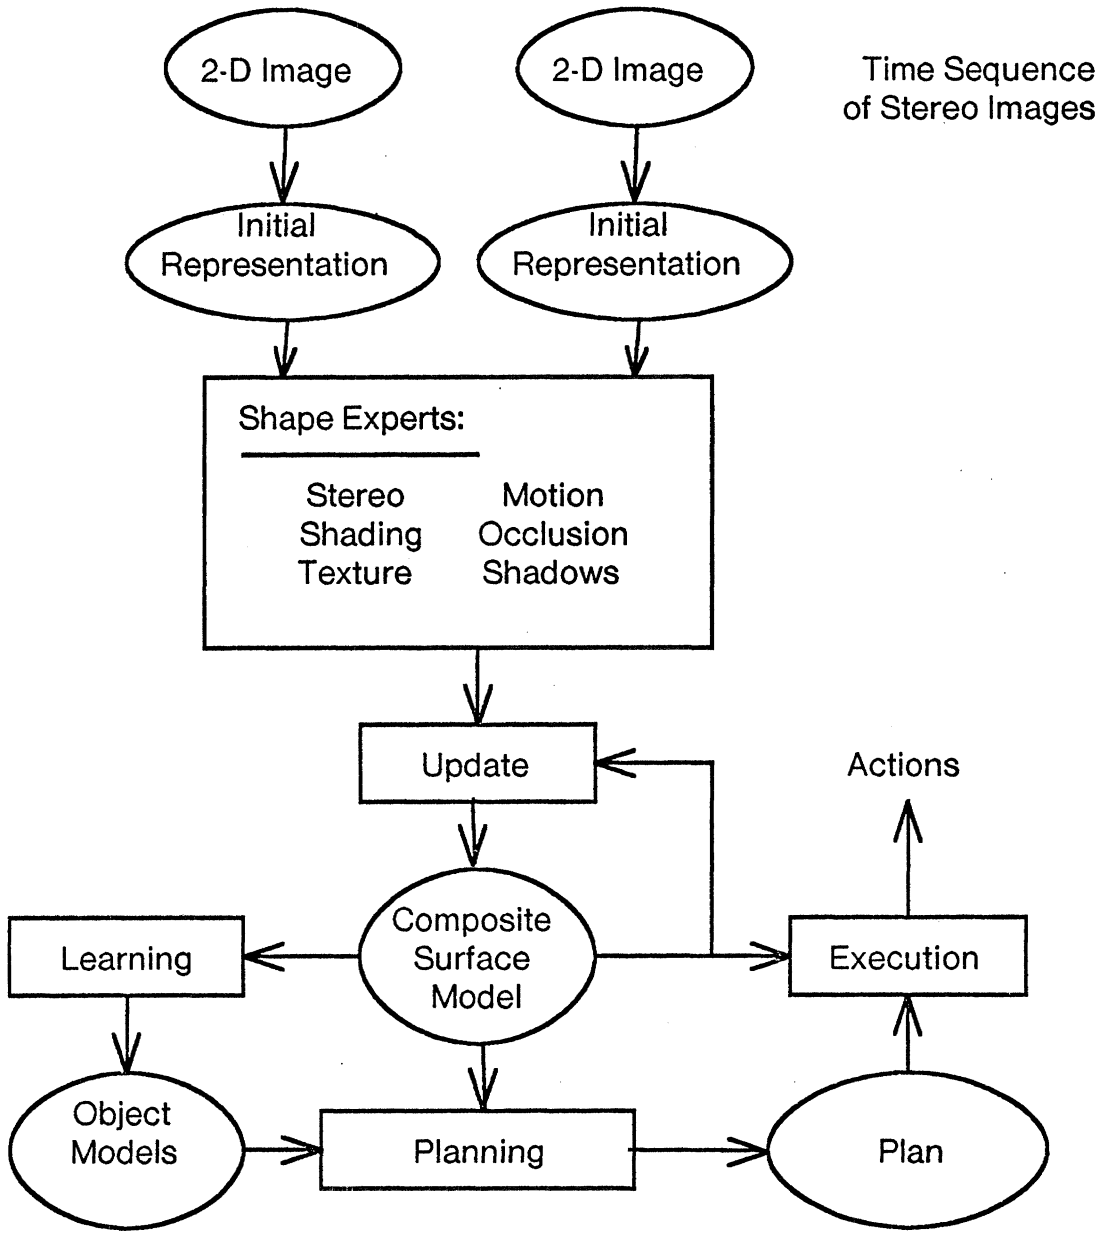 2-D Image
2-D Image
Time Sequence
of Stereo Images
Initial
Representation
Initial
Representation
Shape Experts:
Stereo
Motion
Shading
Occlusion
Texture
Shadows
Update
Actions
Composite
Surface
Model
Learning
Execution
Object
Models
Planning
Plan